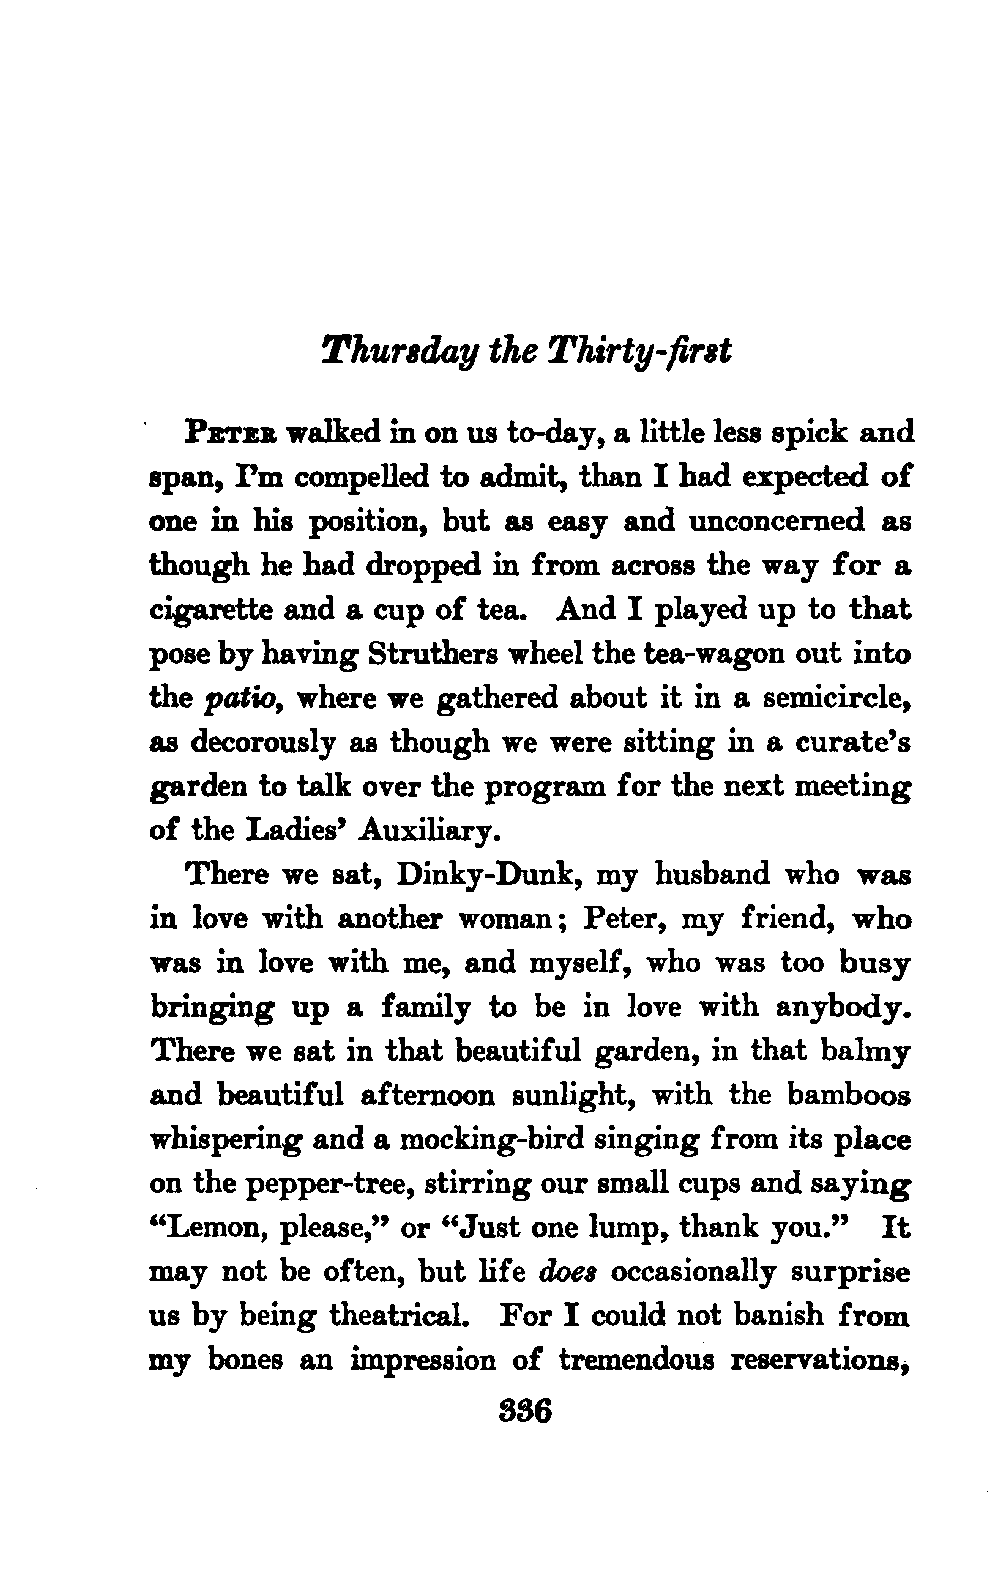 Thursday the Thirty-first
PETER walked in on us to-day, a little less spick and
span, I'm compelled to admit, than I had expected of
one in his position, but as easy and unconcerned as
though he had dropped in from across the way for a
cigarette and a cup of tea. And I played up to that
pose by having Struthers wheel the tea-wagon out into
the patio, where we gathered about it in a semicircle,
as decorously as though we were sitting in a curate's
garden to talk over the program for the next meeting
of the Ladies' Auxiliary.
There we sat, Dinky-Dunk, my husband who was
in love with another woman; Peter, my friend, who
was in love with me, and myself, who was too busy
bringing up a family to be in love with anybody.
There we sat in that beautiful garden, in that balmy
and beautiful afternoon sunlight, with the bamboos
whispering and a mocking-bird singing from its place
on the pepper-tree, stirring our small cups and saying
“Lemon, please,” or “Just one lump, thank you.” It
may not be often, but life does occasionally surprise
us by being theatrical. For I could not banish from
my bones an impression of tremendous reservations,
336